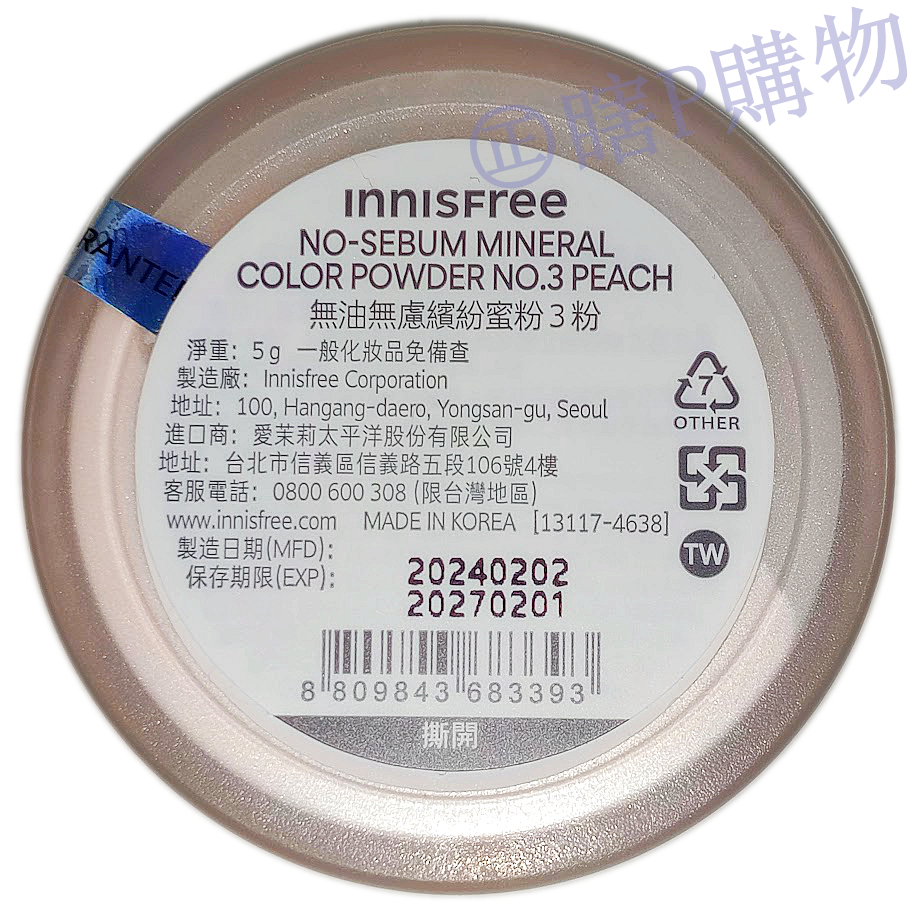 正 瞎P購物
RANTE
innisfree
NO-SEBUM MINERAL
COLOR POWDER NO.3 PEACH
無油無慮繽紛蜜粉3粉
淨重：5g 一般化妝品免備查
製造廠：Innisfree Corporation
地址：100, Hangang-daero, Yongsan-gu, Seoul
進口商：愛茉莉太平洋股份有限公司
地址：台北市信義區信義路五段106號4樓
客服電話：0800 600 308 (限台灣地區)
www.innisfree.com MADE IN KOREA [13117-4638]
製造日期(MFD)：
保存期限(EXP)：
20240202
20270201
7
OTHER
TW
8 809843 683393
撕開